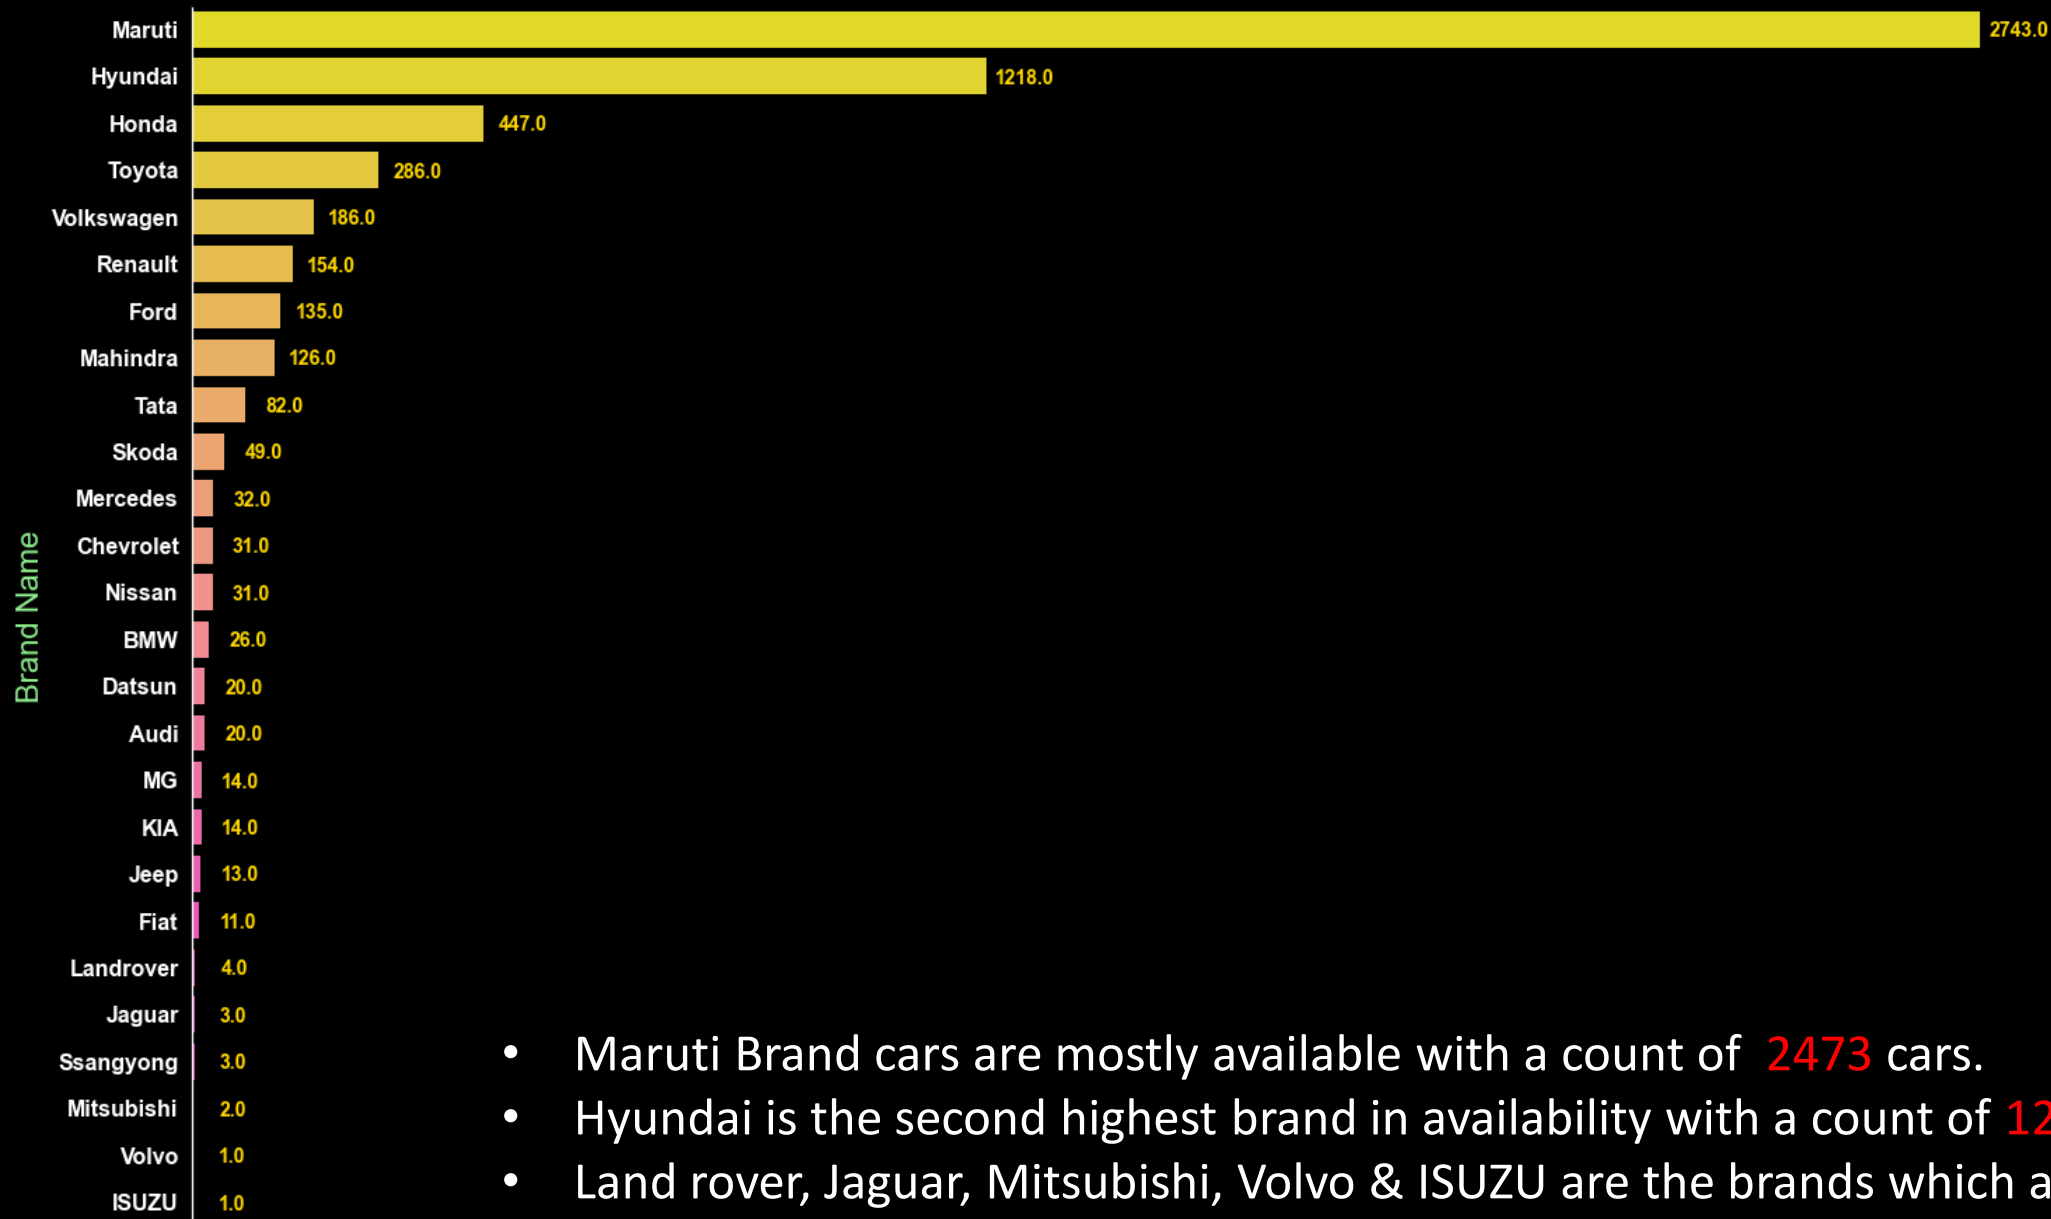 Maruti 2743.0
Hyundai 1218.0
Honda 447.0
Toyota 286.0
Volkswagen 186.0
Renault 154.0
Ford 135.0
Mahindra 126.0
Tata 82.0
Skoda 49.0
Mercedes 32.0
Chevrolet 31.0
Nissan 31.0
BMW 26.0
Datsun 20.0
Audi 20.0
MG 14.0
KIA 14.0
Jeep 13.0
Fiat 11.0
Landrover 4.0
Jaguar 3.0
Ssangyong 3.0
Mitsubishi 2.0
Volvo 1.0
ISUZU 1.0
Brand Name
• Maruti Brand cars are mostly available with a count of 2473 cars.
• Hyundai is the second highest brand in availability with a count of 12
• Land rover, Jaguar, Mitsubishi, Volvo & ISUZU are the brands which a